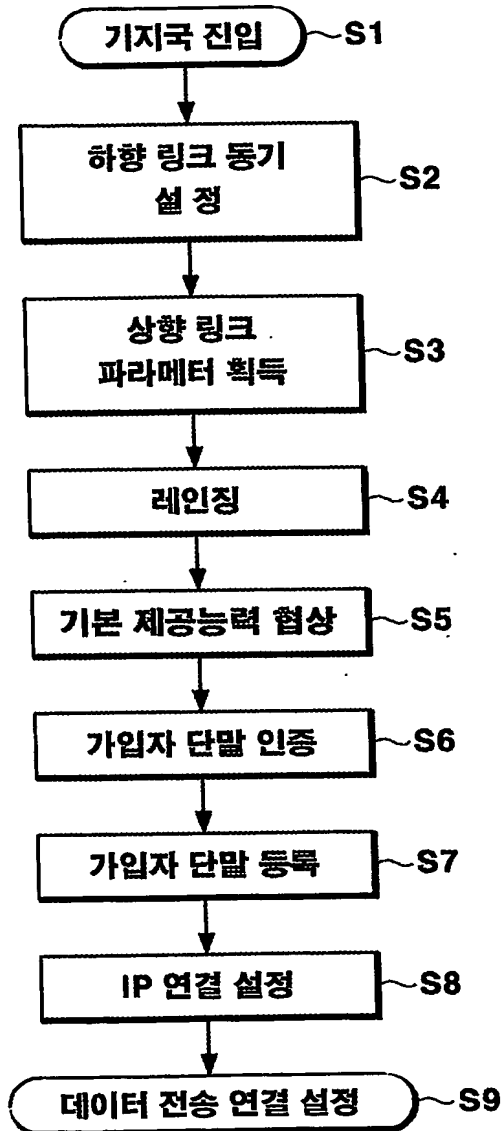 기지국 진입 S1
하향 링크 동기
설 정
S2
상향 링크
파라메터 획득
S3
레인징 S4
기본 제공능력 협상 S5
가입자 단말 인증 S6
가입자 단말 등록 S7
IP 연결 설정 S8
데이터 전송 연결 설정 S9